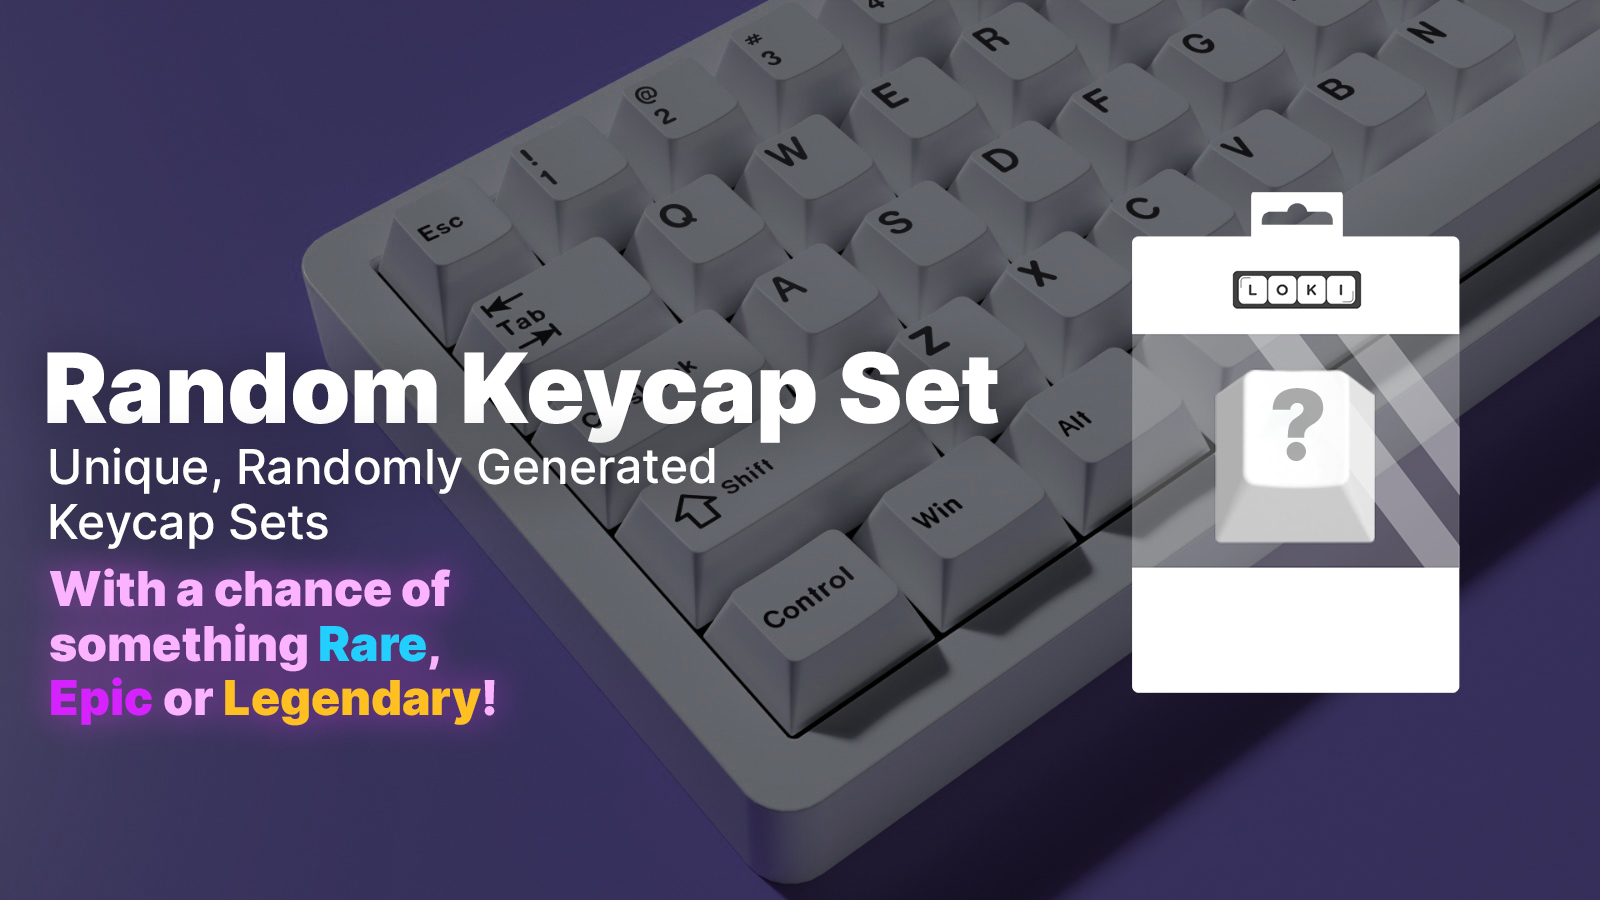 Random Keycap Set
Unique, Randomly Generated
Keycap Sets
With a chance of
something Rare,
Epic or Legendary!
LOKI
?
4
# 3
@ 2
! 1
Esc
R
E
W
Q
Tab
N
G
F
D
S
A
B
V
C
X
Z
Shift
Alt
Win
Control